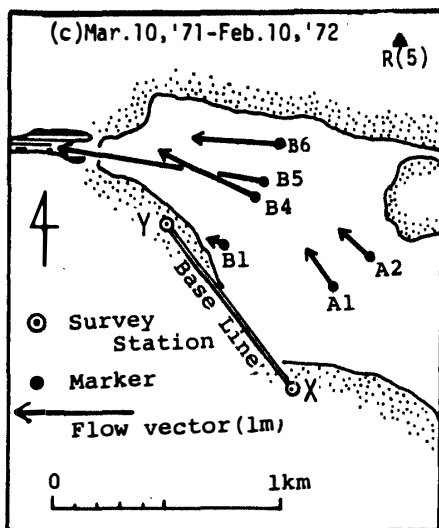 (c)Mar.10,'71-Feb.10,'72
R(5)
B6
B5
B4
Y
B1
A2
A1
Base Line,
X
Survey
Station
Marker
Flow vector(1m)
0
1km